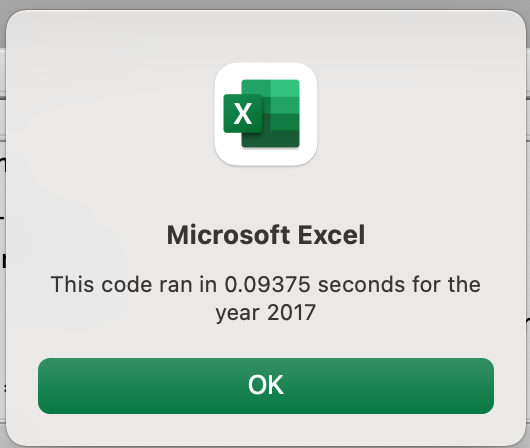 X
Microsoft Excel
This code ran in 0.09375 seconds for the
year 2017
OK